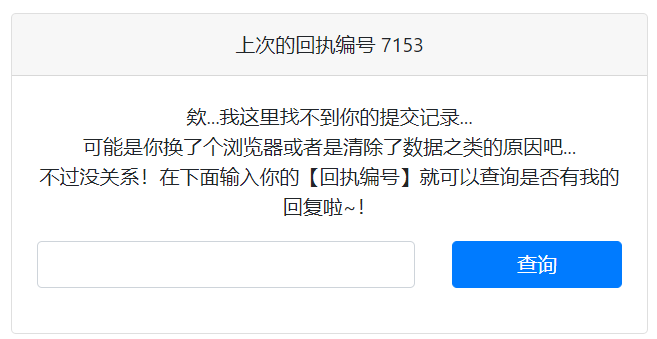 上次的回执编号 7153
欸...我这里找不到你的提交记录...
可能是你换了个浏览器或者是清除了数据之类的原因吧...
不过没关系！在下面输入你的【回执编号】就可以查询是否有我的
回复啦~！
查询